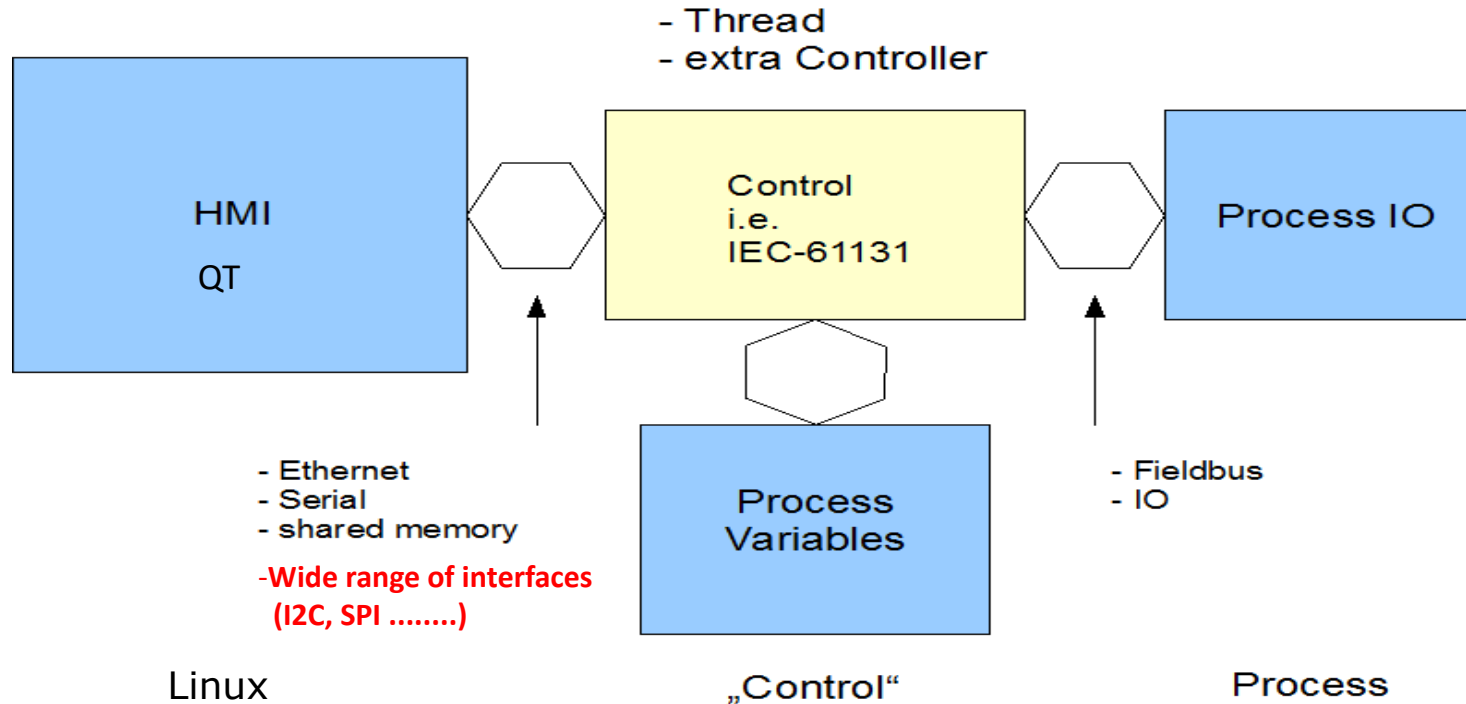 - Thread
- extra Controller
HMI
QT
Control
i.e.
IEC-61131
Process IO
- Ethernet
- Serial
- shared memory
-Wide range of interfaces
(I2C, SPI ........)
Process
Variables
- Fieldbus
- IO
Linux
„Control“
Process